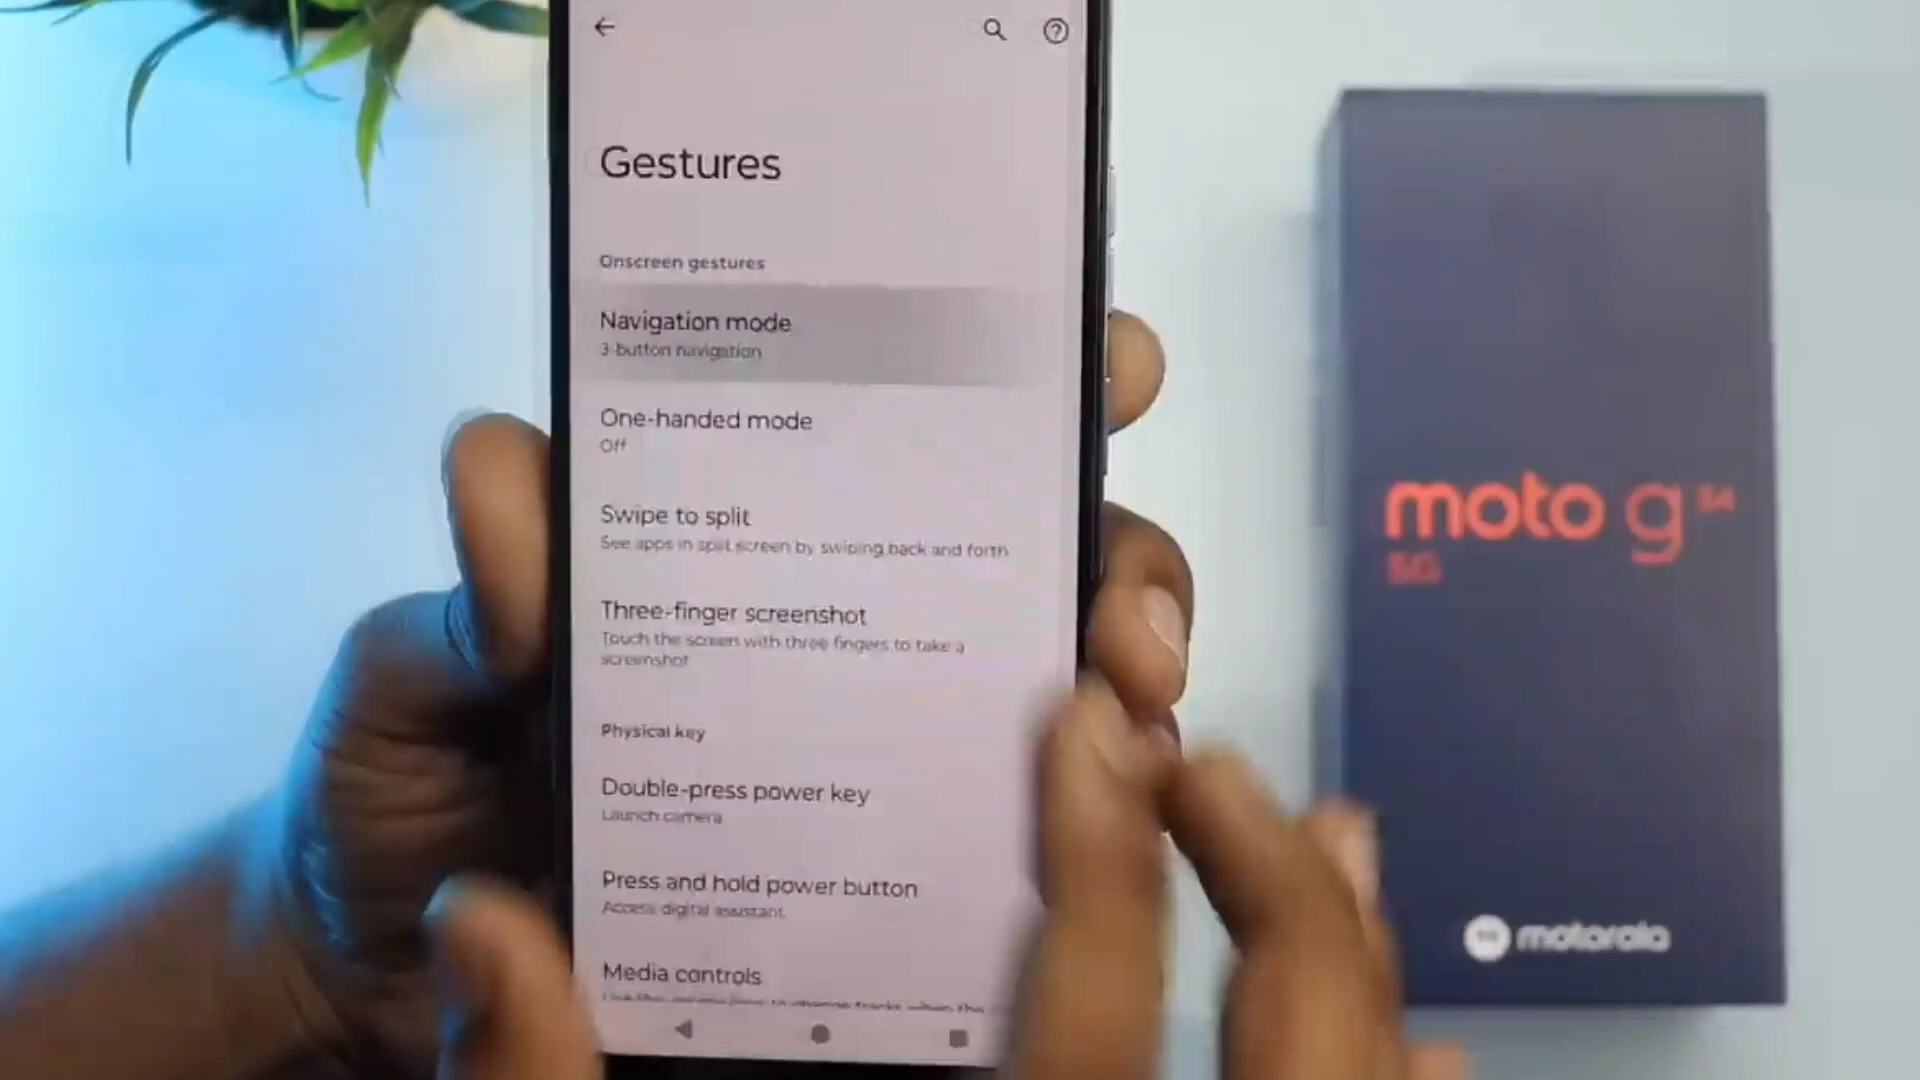 Gestures
Onscreen gestures
Navigation mode
3-button navigation
One-handed mode
Off
Swipe to split
See apps in split screen by swiping back and forth
Three-finger screenshot
Touch the screen with three fingers to take a
screenshot
Physical key
Double-press power key
Launch camera
Press and hold power button
Access digital assistant
Media controls
moto g
5G
motorola